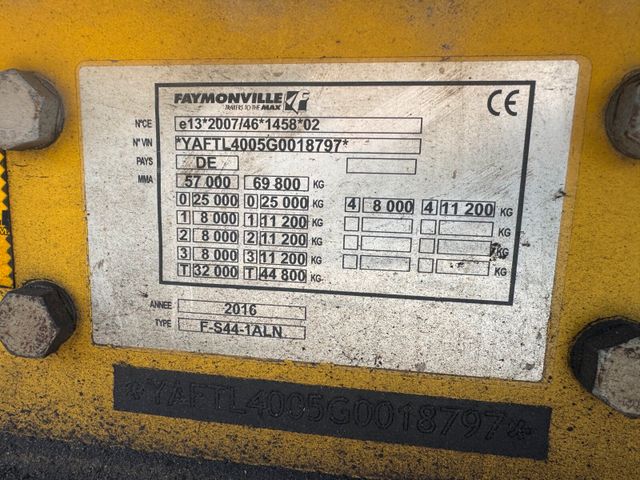 FAYMONVILLE
TRAILERS TO THE MAX
CE
N°CE e13*2007/46*1458*02
N° VIN *YAFTL4005G0018797*
PAYS DE
MMA 57 000 69 800 KG
0 25 000 0 25 000 KG 4 8 000 4 11 200 KG
1 8 000 1 11 200 KG KG
2 8 000 2 11 200 KG KG
3 8 000 3 11 200 KG KG
T 32 000 T 44 800 KG
ANNEE 2016
TYPE F-S44-1ALN
*YAFTL4005G0018797*